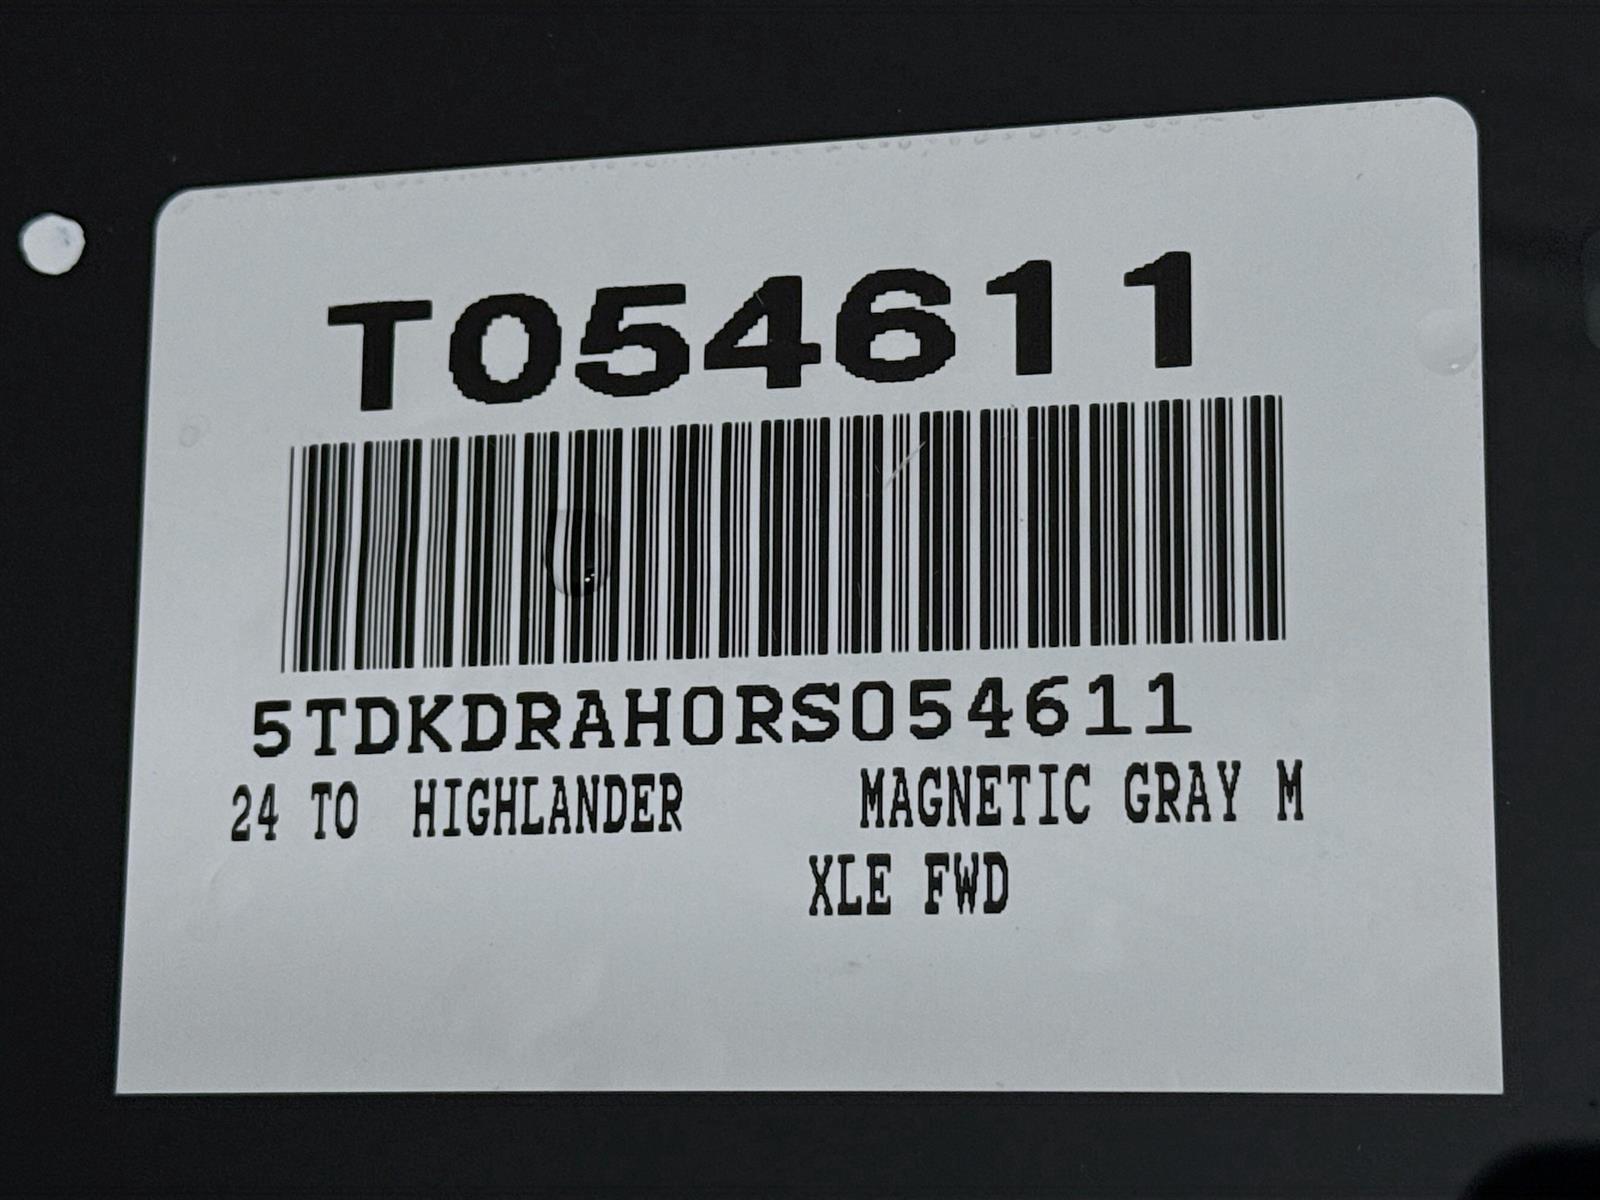 T054611
5TDKDRAH0RS054611
24 TO HIGHLANDER MAGNETIC GRAY M
XLE FWD